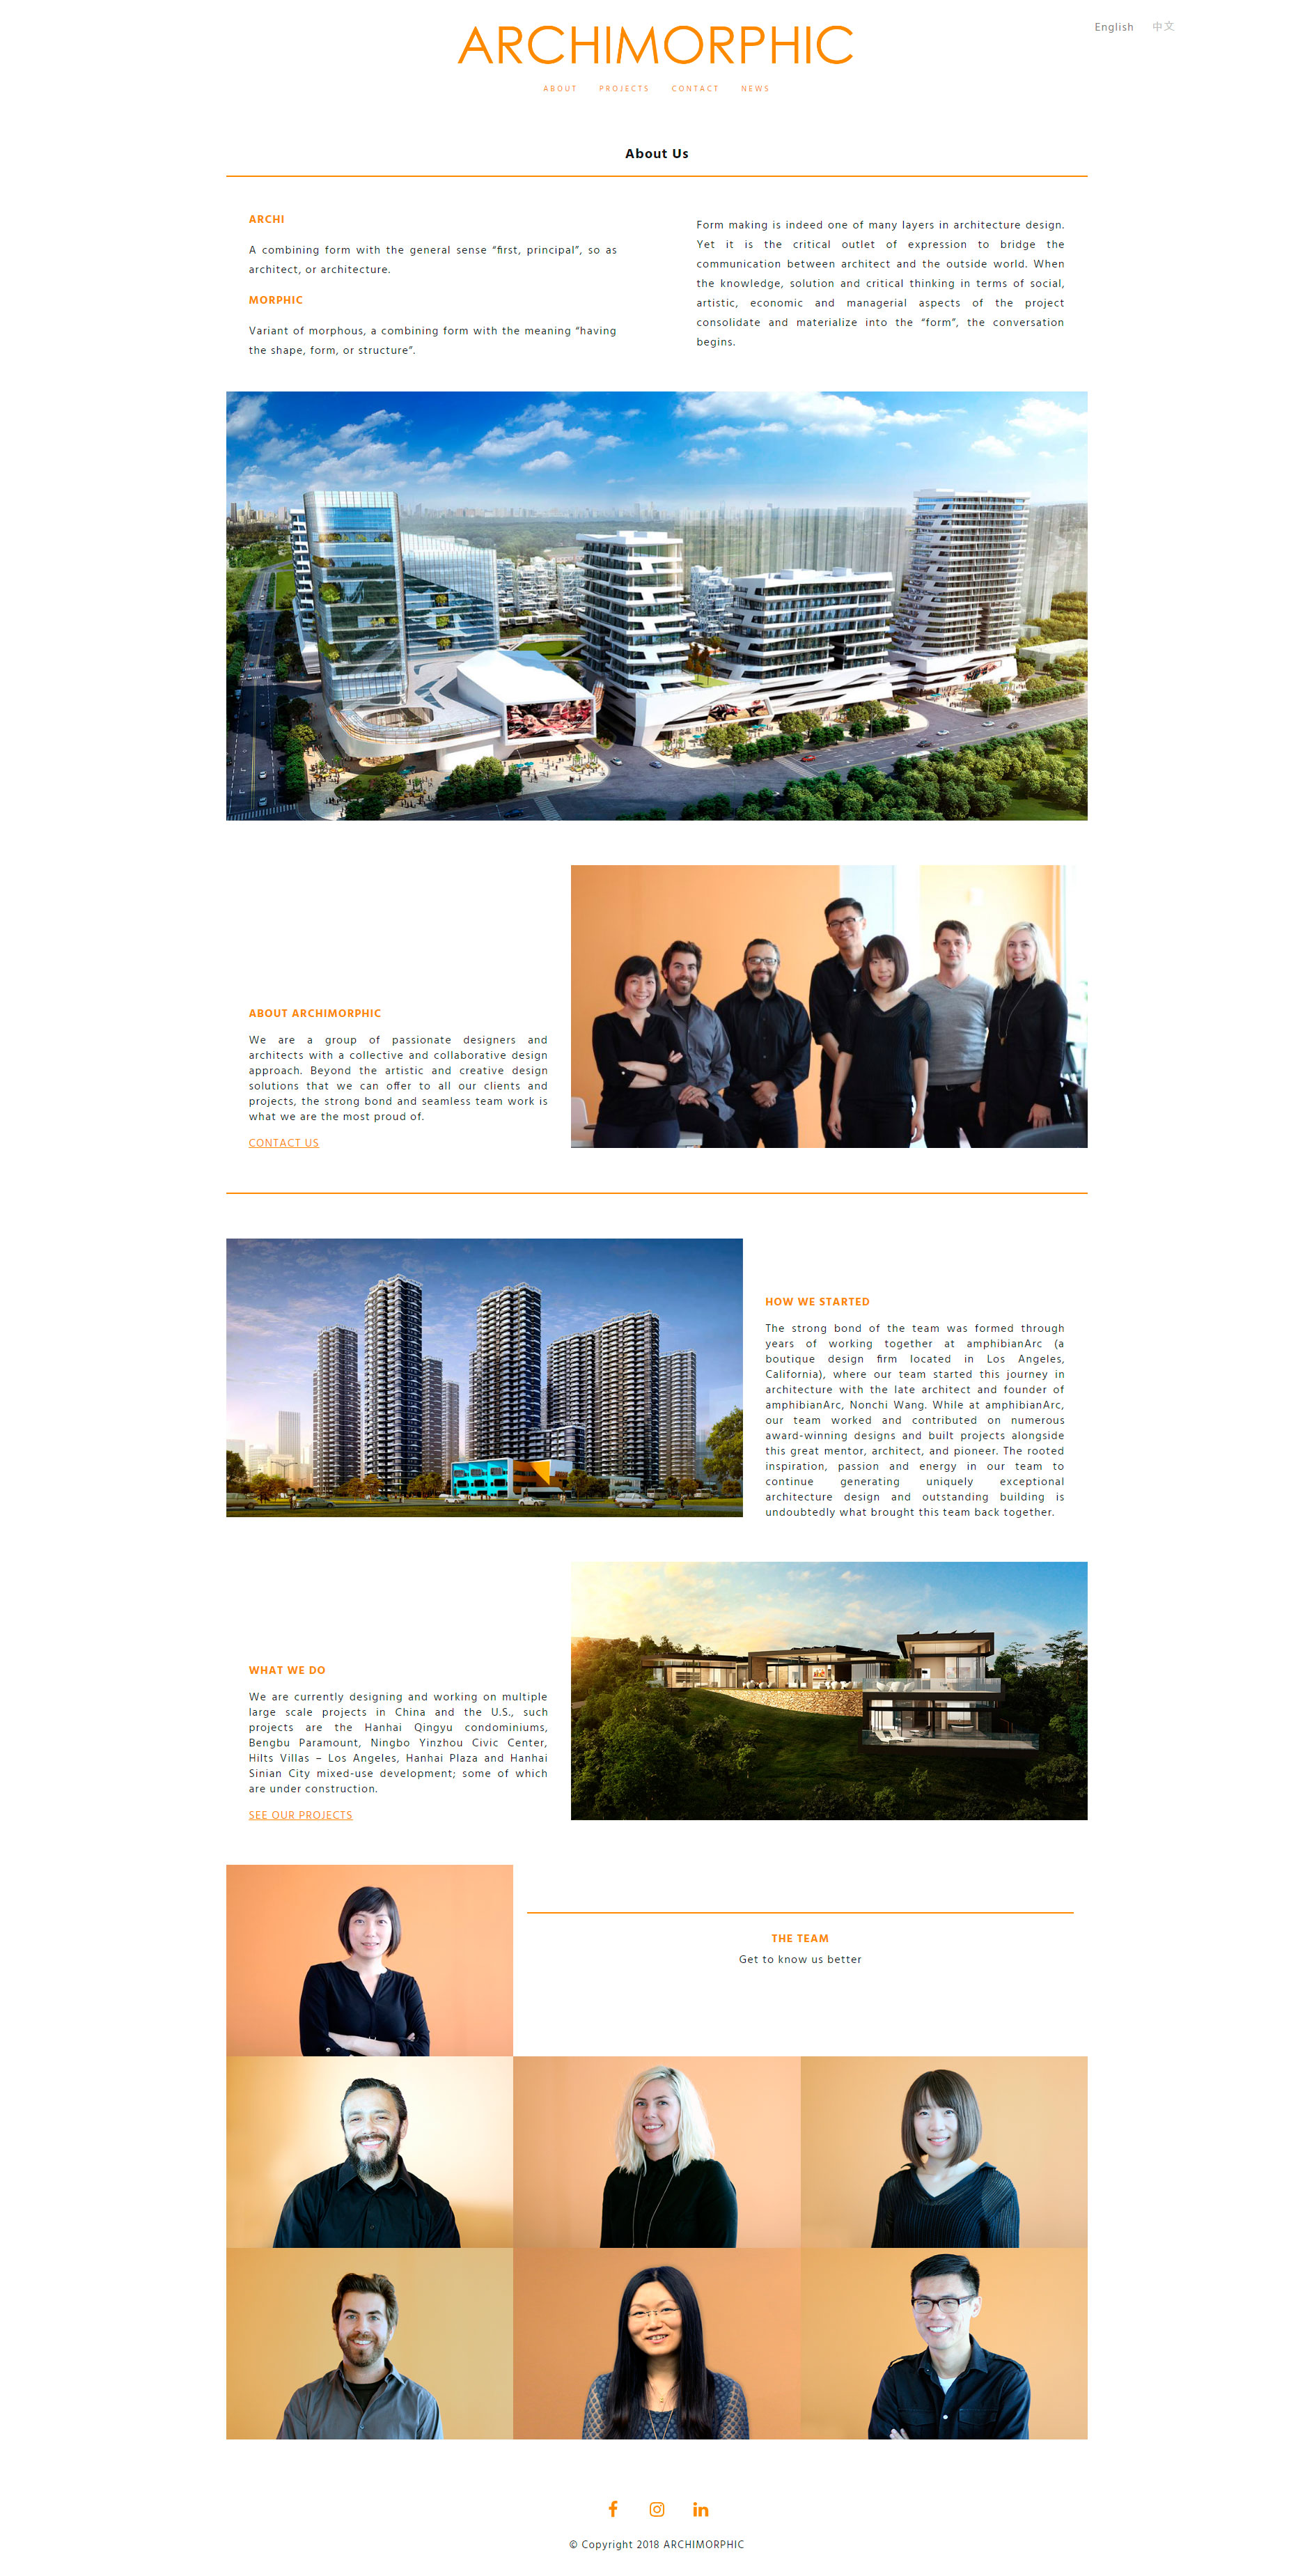 ARCHIMORPHIC
English 中文
ABOUT PROJECTS CONTACT NEWS
About Us
ARCHI
A combining form with the general sense “first, principal”, so as
architect, or architecture.
MORPHIC
Variant of morphous, a combining form with the meaning “having
the shape, form, or structure”.
Form making is indeed one of many layers in architecture design.
Yet it is the critical outlet of expression to bridge the
communication between architect and the outside world. When
the knowledge, solution and critical thinking in terms of social,
artistic, economic and managerial aspects of the project
consolidate and materialize into the “form”, the conversation
begins.
ABOUT ARCHIMORPHIC
We are a group of passionate designers and
architects with a collective and collaborative design
approach. Beyond the artistic and creative design
solutions that we can offer to all our clients and
projects, the strong bond and seamless team work is
what we are the most proud of.
CONTACT US
HOW WE STARTED
The strong bond of the team was formed through
years of working together at amphibianArc (a
boutique design firm located in Los Angeles,
California), where our team started this journey in
architecture with the late architect and founder of
amphibianArc, Nonchi Wang. While at amphibianArc,
our team worked and contributed on numerous
award-winning designs and built projects alongside
this great mentor, architect, and pioneer. The rooted
inspiration, passion and energy in our team to
continue generating uniquely exceptional
architecture design and outstanding building is
undoubtedly what brought this team back together.
WHAT WE DO
We are currently designing and working on multiple
large scale projects in China and the U.S., such
projects are the Hanhai Qingyu condominiums,
Bengbu Paramount, Ningbo Yinzhou Civic Center,
Hilts Villas – Los Angeles, Hanhai Plaza and Hanhai
Sinian City mixed-use development; some of which
are under construction.
SEE OUR PROJECTS
THE TEAM
Get to know us better
© Copyright 2018 ARCHIMORPHIC